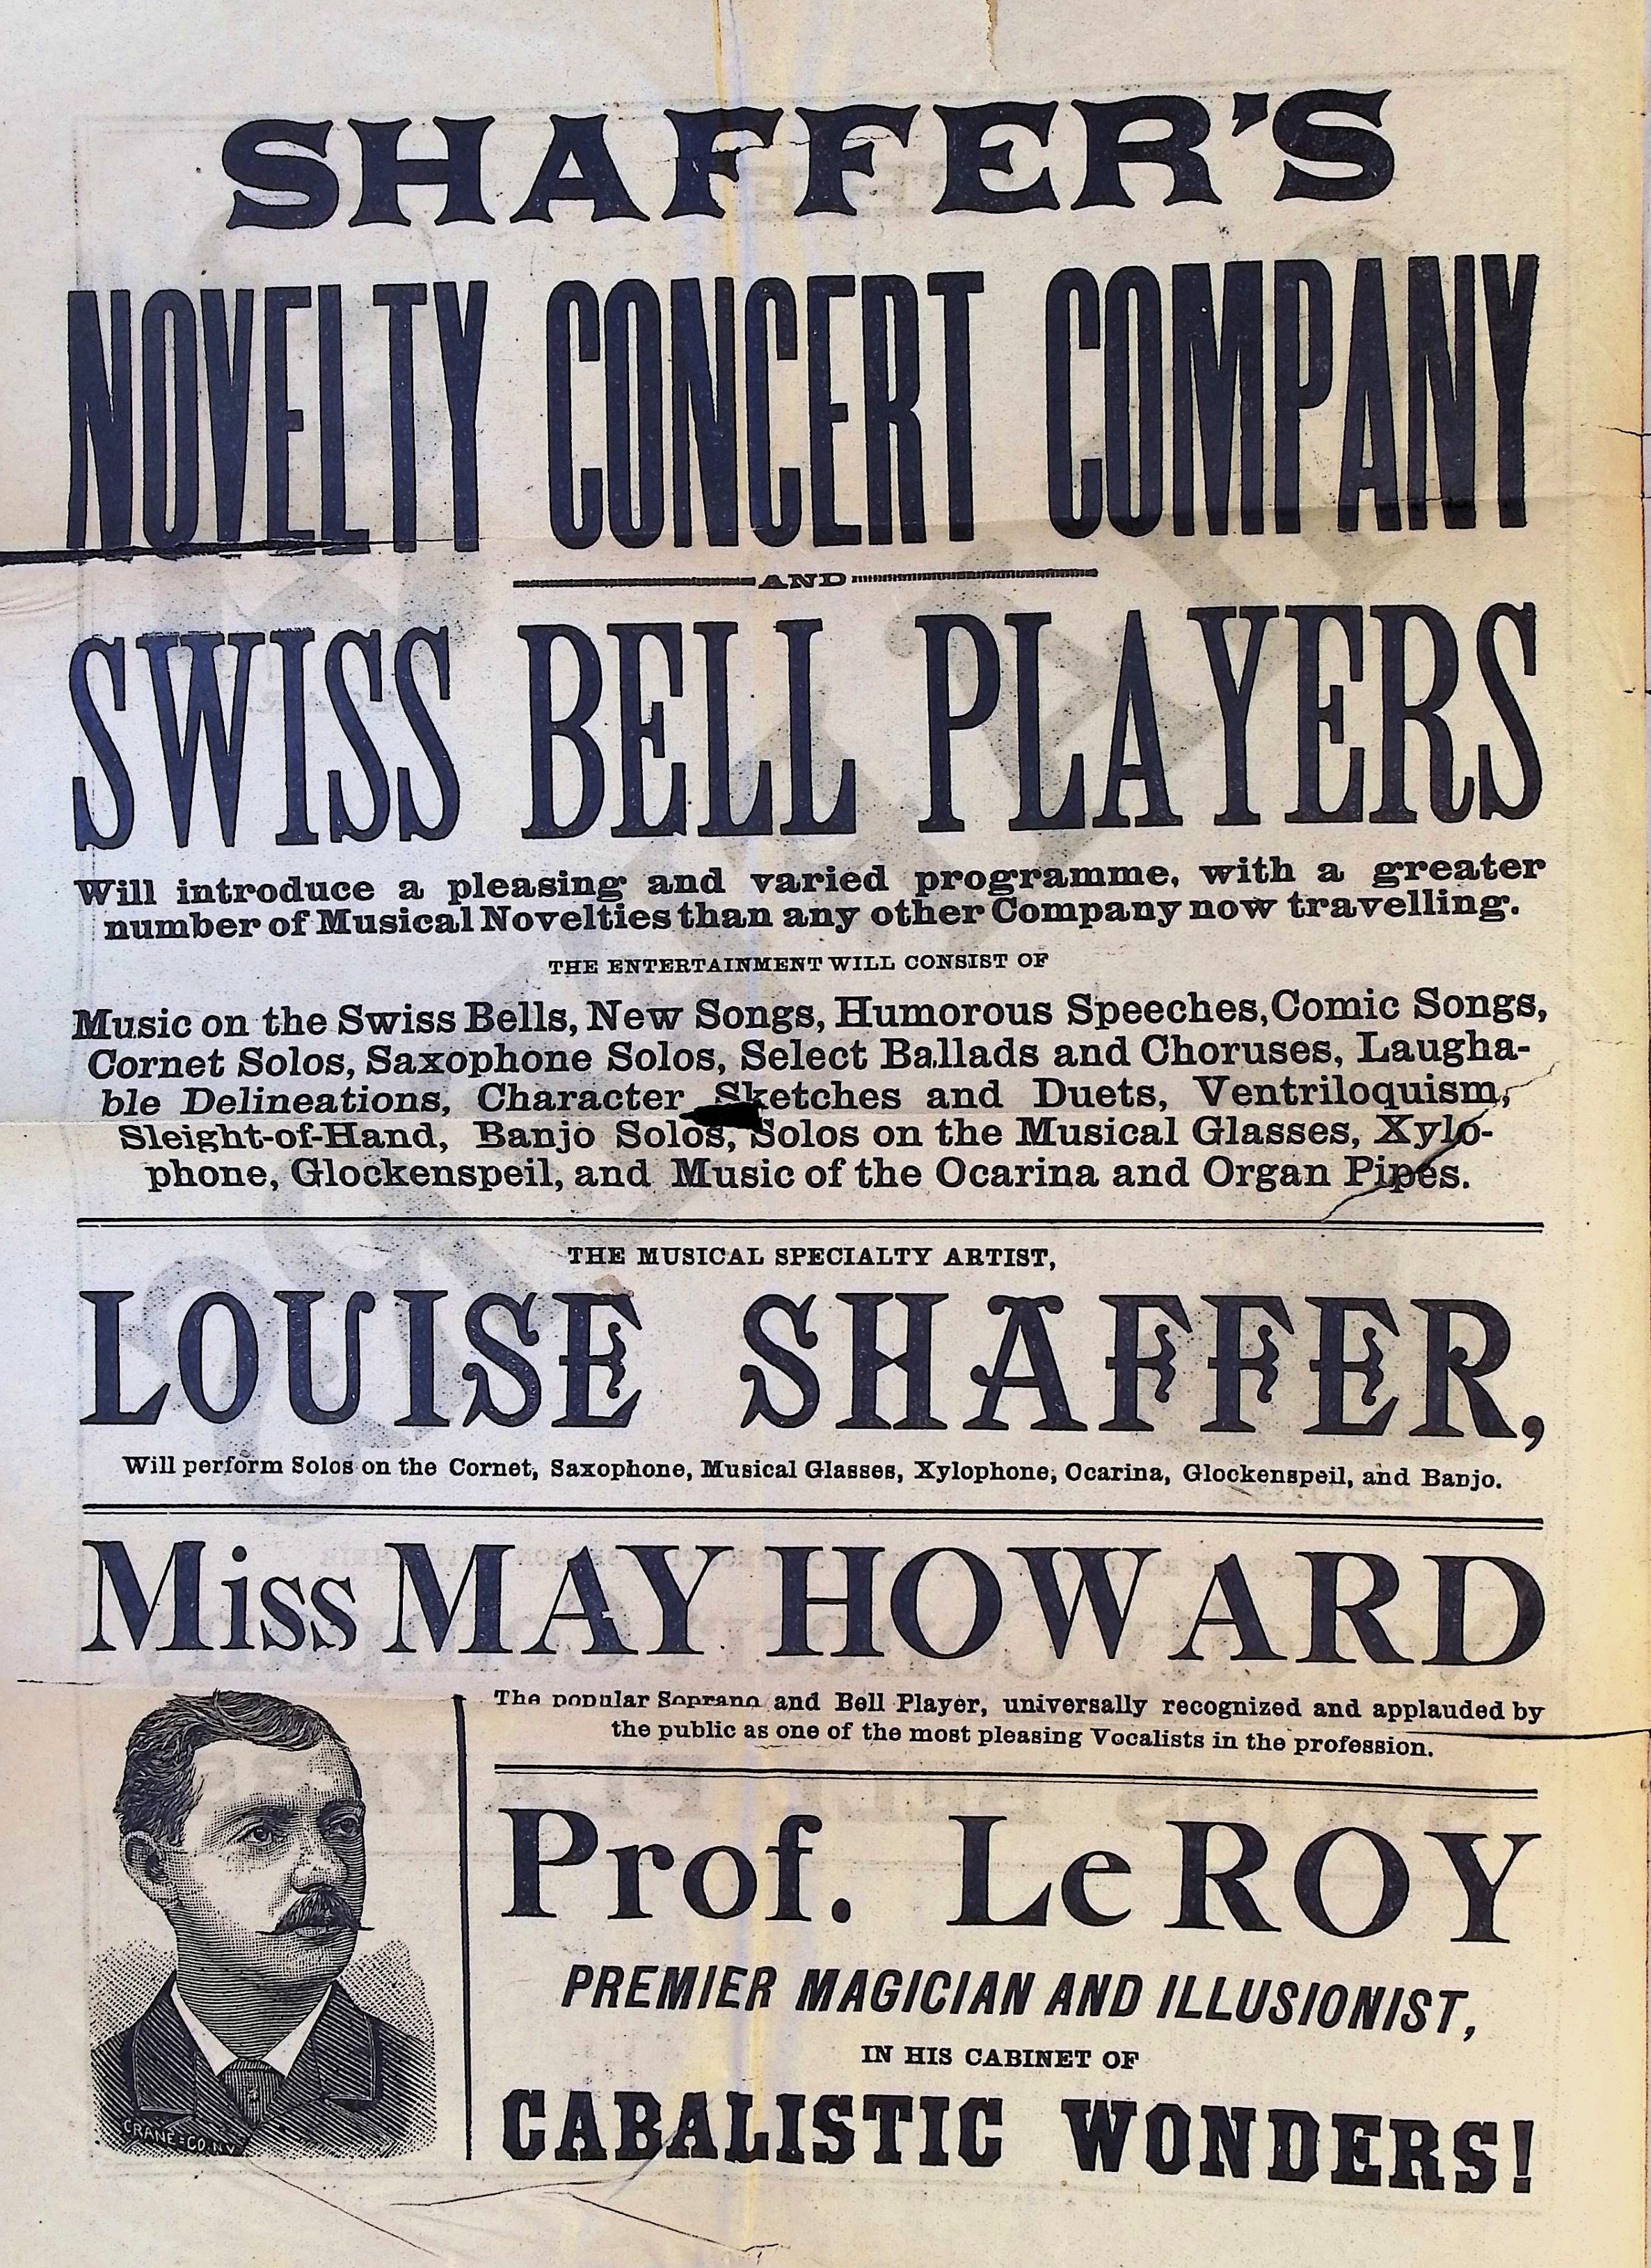 SHAFFER'S
NOVELTY CONCERT COMPANY
AND
SWISS BELL PLAYERS
Will introduce a pleasing and varied programme, with a greater
number of Musical Novelties than any other Company now travelling.
THE ENTERTAINMENT WILL CONSIST OF
Music on the Swiss Bells, New Songs, Humorous Speeches, Comic Songs,
Cornet Solos, Saxophone Solos, Select Ballads and Choruses, Laugha-
ble Delineations, Character Sketches and Duets, Ventriloquism,
Sleight-of-Hand, Banjo Solos, Solos on the Musical Glasses, Xylo-
phone, Glockenspeil, and Music of the Ocarina and Organ Pipes.
THE MUSICAL SPECIALTY ARTIST,
LOUISE SHAFFER,
Will perform Solos on the Cornet, Saxophone, Musical Glasses, Xylophone, Ocarina, Glockenspeil, and Banjo.
Miss MAY HOWARD
The popular Soprano and Bell Player, universally recognized and applauded by
the public as one of the most pleasing Vocalists in the profession.
Prof. Le ROY
PREMIER MAGICIAN AND ILLUSIONIST,
IN HIS CABINET OF
CABALISTIC WONDERS!
CRANE=CO.N.Y